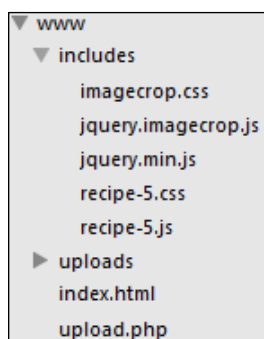 www
includes
imagecrop.css
jquery.imagecrop.js
jquery.min.js
recipe-5.css
recipe-5.js
uploads
index.html
upload.php